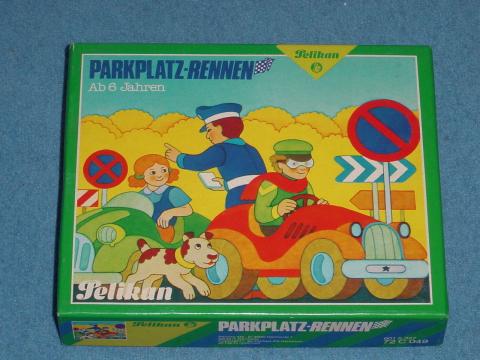 Pelikan
PARKPLATZ-RENNEN
Ab 6 Jahren
Pelikan
Pelikan
PARKPLATZ-RENNEN